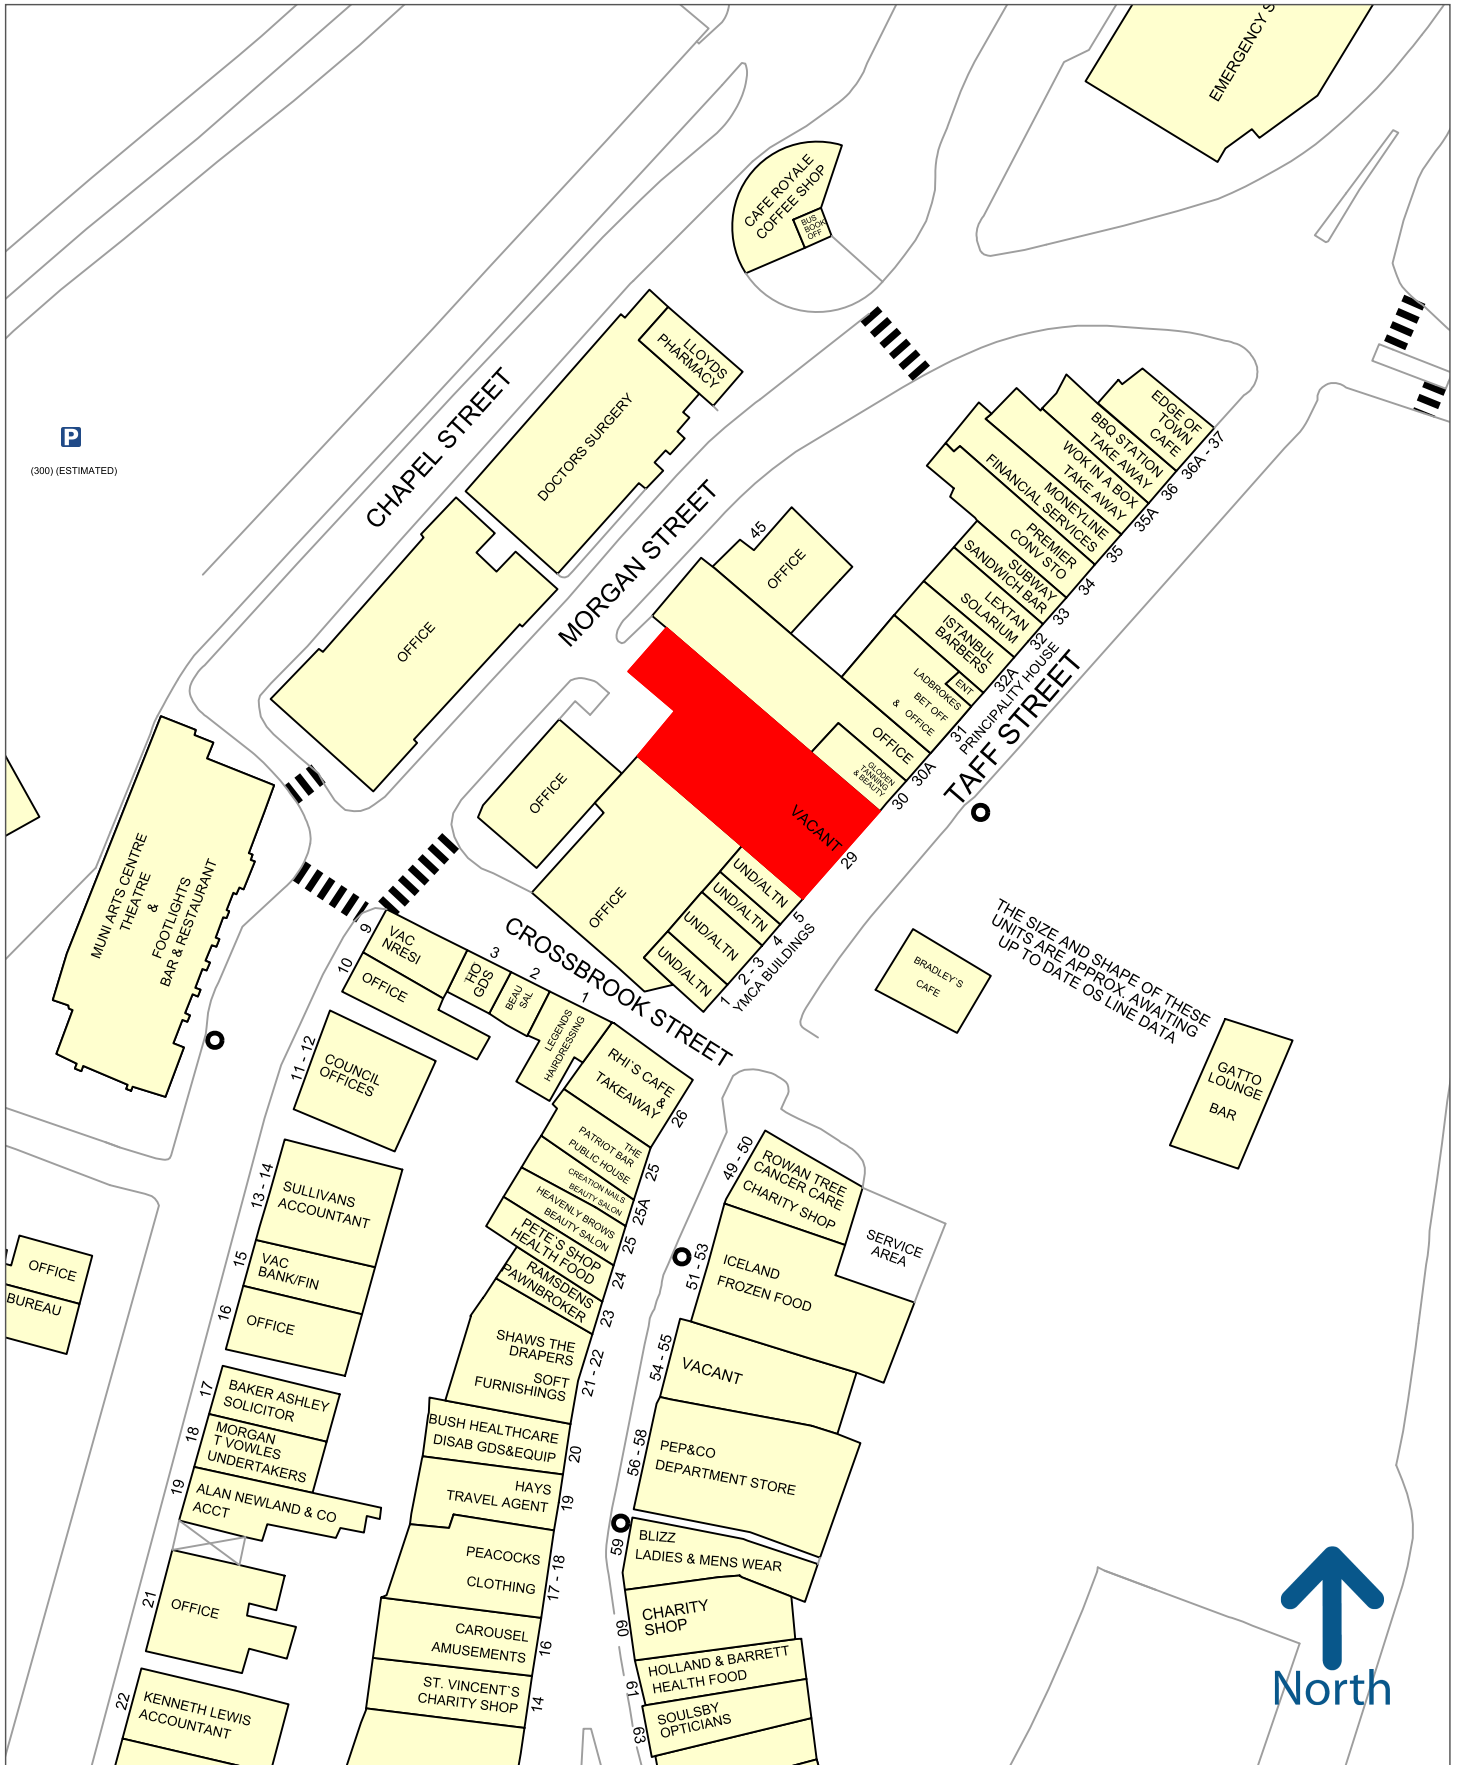 EMERGENCY S
CAFE ROYALE
COFFEE SHOP
BUS
BOOK
OFF
LLOYDS
PHARMACY
DOCTORS SURGERY
CHAPEL STREET
P
(300) (ESTIMATED)
OFFICE
MORGAN STREET
45
OFFICE
EDGE OF
TOWN
CAFE
36A - 37
BBQ STATION
TAKE AWAY
36
WOK IN A BOX
TAKE AWAY
35A
MONEYLINE
FINANCIAL SERVICES
35
PREMIER
CONV STO
34
SUBWAY
SANDWICH BAR
33
LEXTAN
SOLARIUM
32
ISTANBUL
BARBERS
32A
PRINCIPALITY HOUSE
ENT
LADBROKES
BET OFF
& OFFICE
31
OFFICE
30A
GLODEN
TANNING
& BEAUTY
30
TAFF STREET
VACANT
29
OFFICE
OFFICE
UND/ALTN
5
UND/ALTN
4
UND/ALTN
2 - 3
UND/ALTN
1
YMCA BUILDINGS
CROSSBROOK STREET
MUNI ARTS CENTRE
THEATRE
&
FOOTLIGHTS
BAR & RESTAURANT
THE SIZE AND SHAPE OF THESE
UNITS ARE APPROX. AWAITING
UP TO DATE OS LINE DATA
BRADLEY`S
CAFE
GATTO
LOUNGE
BAR
9
VAC
NRESI
10
OFFICE
3
HO
GDS
2
BEAU
SAL
1
LEGENDS
HAIRDRESSING
RHI`S CAFE
&
TAKEAWAY
26
11 - 12
COUNCIL
OFFICES
THE
PATRIOT BAR
PUBLIC HOUSE
25
CREATION NAILS
BEAUTY SALON
25A
HEAVENLY BROWS
BEAUTY SALON
25
PETE`S SHOP
HEALTH FOOD
24
RAMSDENS
PAWNBROKER
23
SHAWS THE
DRAPERS
SOFT
FURNISHINGS
21 - 22
BUSH HEALTHCARE
DISAB GDS&EQUIP
20
HAYS
TRAVEL AGENT
19
PEACOCKS
CLOTHING
17 - 18
CAROUSEL
AMUSEMENTS
16
ST. VINCENT`S
CHARITY SHOP
14
13 - 14
SULLIVANS
ACCOUNTANT
15
VAC
BANK/FIN
16
OFFICE
17
BAKER ASHLEY
SOLICITOR
18
MORGAN
T VOWLES
UNDERTAKERS
19
ALAN NEWLAND & CO
ACCT
21
OFFICE
22
KENNETH LEWIS
ACCOUNTANT
OFFICE
BUREAU
49 - 50
ROWAN TREE
CANCER CARE
CHARITY SHOP
SERVICE
AREA
51 - 53
ICELAND
FROZEN FOOD
54 - 55
VACANT
56 - 58
PEP&CO
DEPARTMENT STORE
59
BLIZZ
LADIES & MENS WEAR
60
CHARITY
SHOP
61
HOLLAND & BARRETT
HEALTH FOOD
63
SOULSBY
OPTICIANS
North